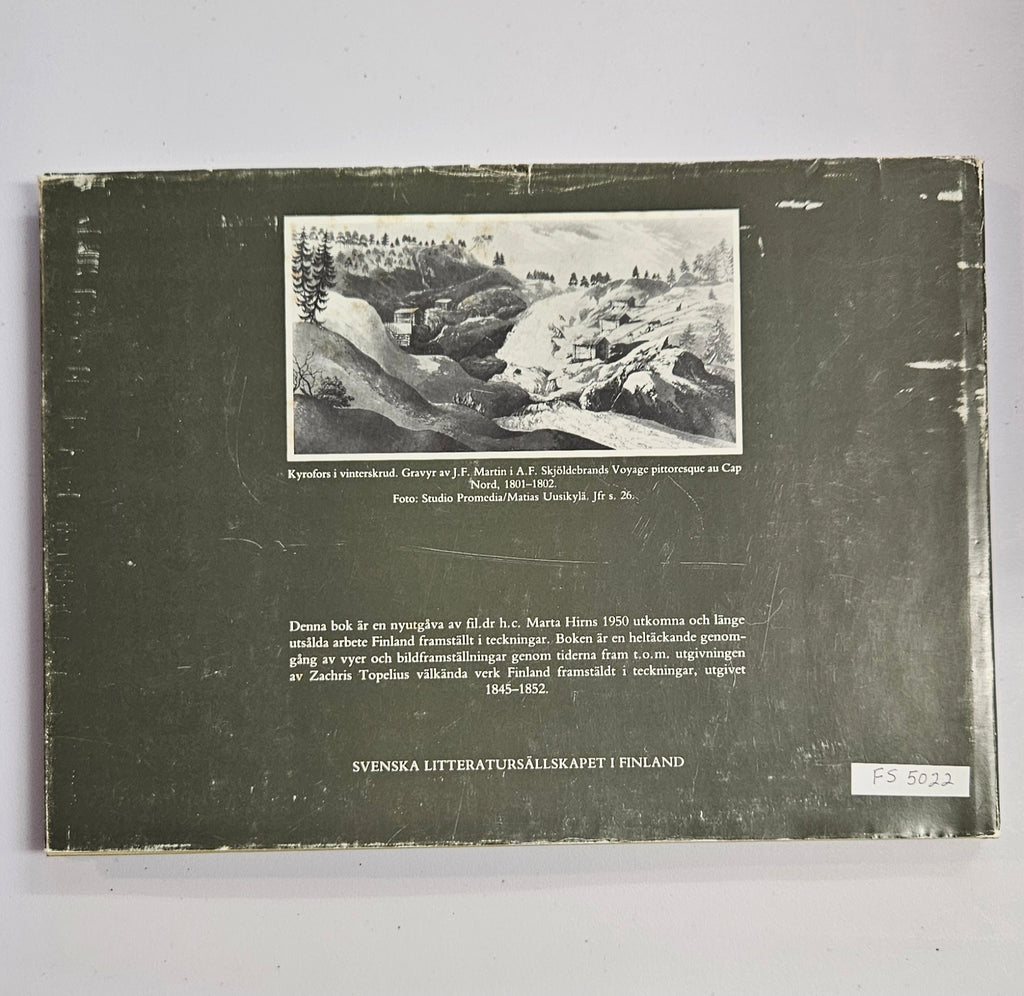 Kyrofors i vinterskrud. Gravyr av J.F. Martin i A.F. Skjöldebrands Voyage pittoresque au Cap
Nord, 1801–1802.
Foto: Studio Promedia/Matias Uusikylä. Jfr s. 26.
Denna bok är en nyutgåva av fil.dr h.c. Marta Hirns 1950 utkomna och länge
utsålda arbete Finland framställt i teckningar. Boken är en heltäckande genom-
gång av vyer och bildframställningar genom tiderna fram t.o.m. utgivningen
av Zachris Topelius välkända verk Finland framstäldt i teckningar, utgivet
1845–1852.
SVENSKA LITTERATURSÄLLSKAPET I FINLAND
FS 5022